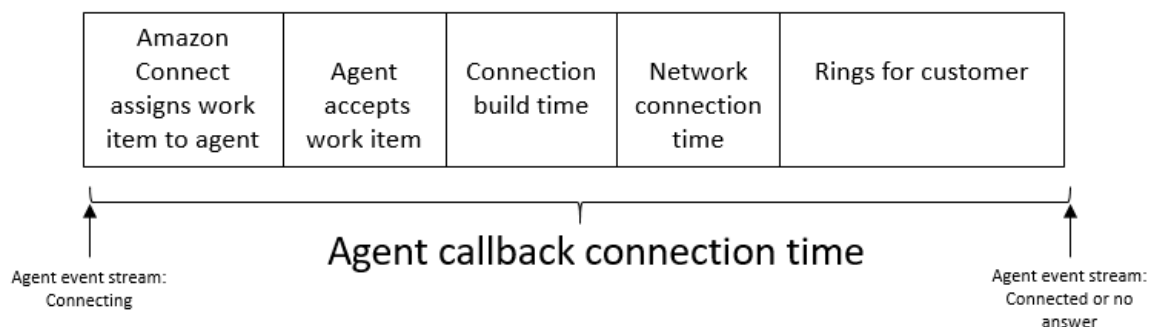 Amazon
Connect
assigns work
item to agent
Agent
accepts
work item
Connection
build time
Network
connection
time
Rings for customer
Agent callback connection time
Agent event stream:
Connecting
Agent event stream:
Connected or no
answer